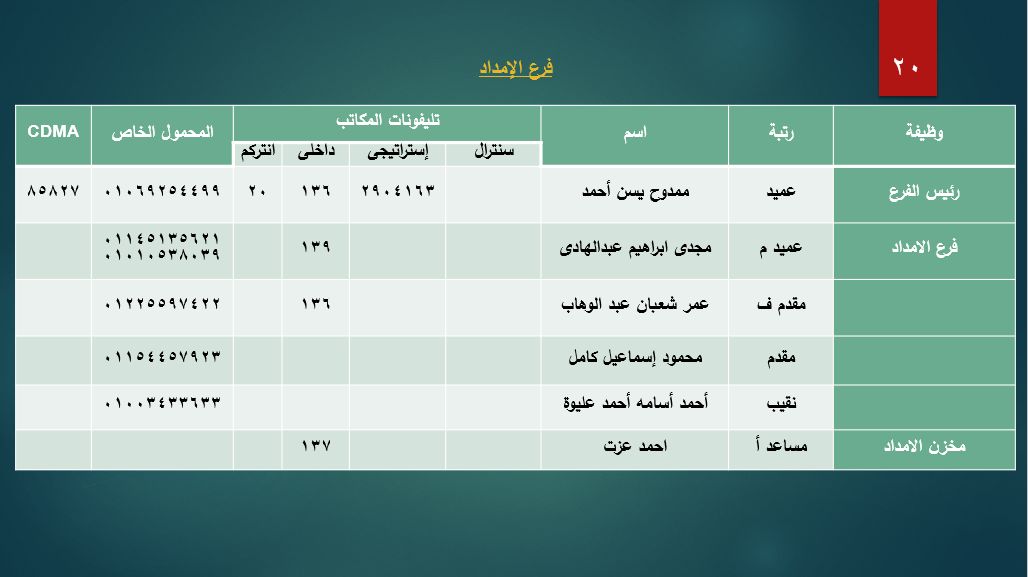 ٢٠
فرع الإمداد
وظيفة رتبة اسم تليفونات المكاتب المحمول الخاص CDMA
سنترال إستراتيجى داخلى انتركم
رئيس الفرع عميد ممدوح يسن أحمد ٢٩٠٤١٦٣ ١٣٦ ٢٠ ٠١٠٦٩٢٥٤٤٩٩ ٨٥٨٢٧
فرع الامداد عميد م مجدى ابراهيم عبدالهادى ١٣٩ ٠١١٤٥١٣٥٦٢١
٠١٠١٠٥٣٨٠٣٩
مقدم ف عمر شعبان عبد الوهاب ١٣٦ ٠١٢٢٥٥٩٧٤٢٢
مقدم محمود إسماعيل كامل ٠١١٥٤٤٥٧٩٢٣
نقيب أحمد أسامه أحمد عليوة ٠١٠٠٣٤٣٣٦٣٣
مخزن الامداد مساعد أ احمد عزت ١٣٧